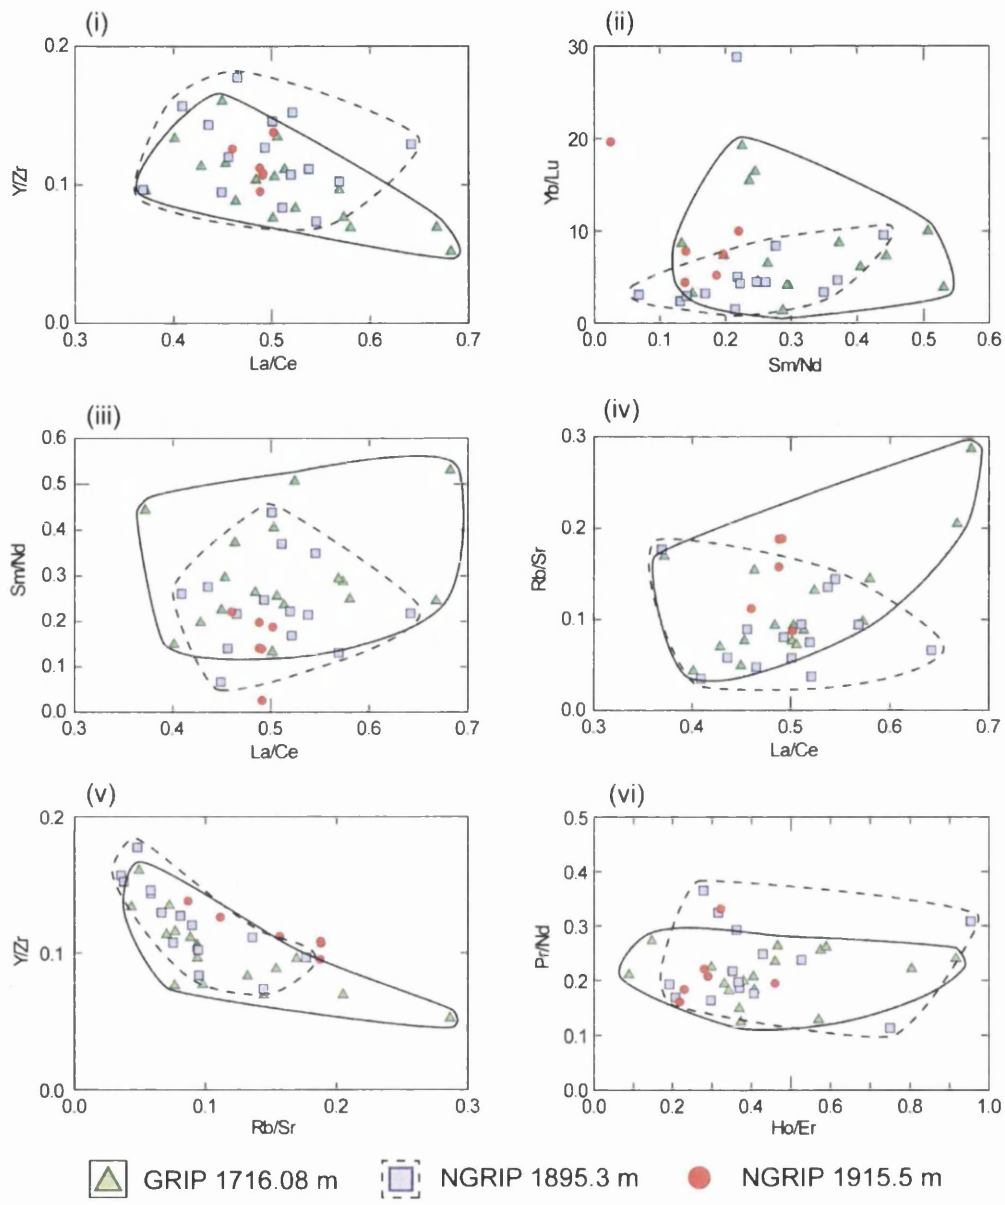 (i)
0.2
0.1
0.0
Y/Zr
0.3 0.4 0.5 0.6 0.7
La/Ce
(ii)
30
20
10
0
Yb/Lu
0.0 0.1 0.2 0.3 0.4 0.5 0.6
Sm/Nd
(iii)
0.6
0.5
0.4
0.3
0.2
0.1
0.0
Sm/Nd
0.3 0.4 0.5 0.6 0.7
La/Ce
(iv)
0.3
0.2
0.1
0.0
Rb/Sr
0.3 0.4 0.5 0.6 0.7
La/Ce
(v)
0.2
0.1
0.0
Y/Zr
0.0 0.1 0.2 0.3
Rb/Sr
(vi)
0.5
0.4
0.3
0.2
0.1
0.0
Pr/Nd
0.0 0.2 0.4 0.6 0.8 1.0
Ho/Er
GRIP 1716.08 m NGRIP 1895.3 m NGRIP 1915.5 m